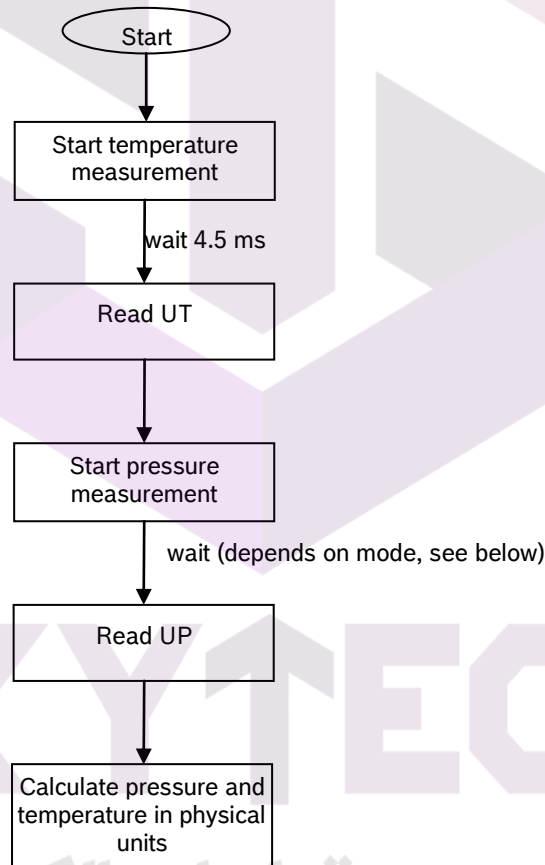 Start
Start temperature
measurement
wait 4.5 ms
Read UT
Start pressure
measurement
wait (depends on mode, see below)
Read UP
KYTEC
Calculate pressure and
temperature in physical
units